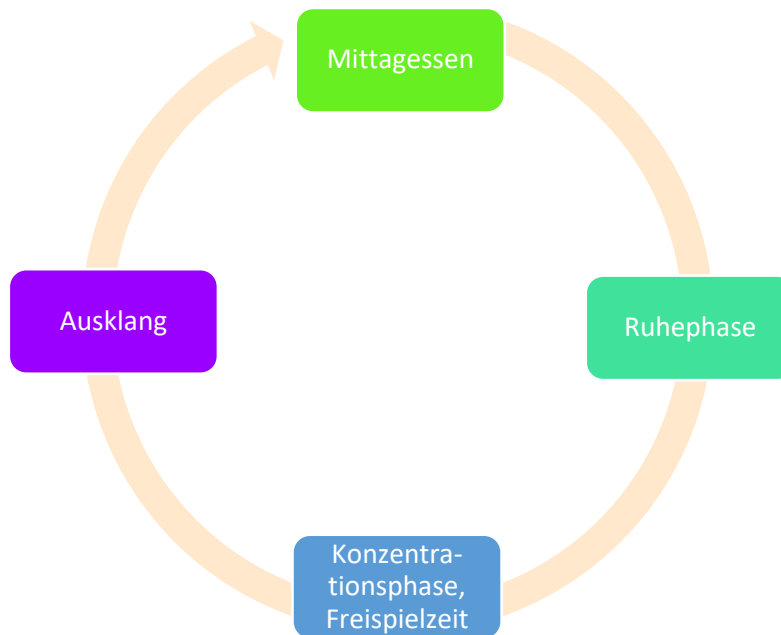 Mittagessen
Ruhephase
Konzentra-
tionsphase,
Freispielzeit
Ausklang